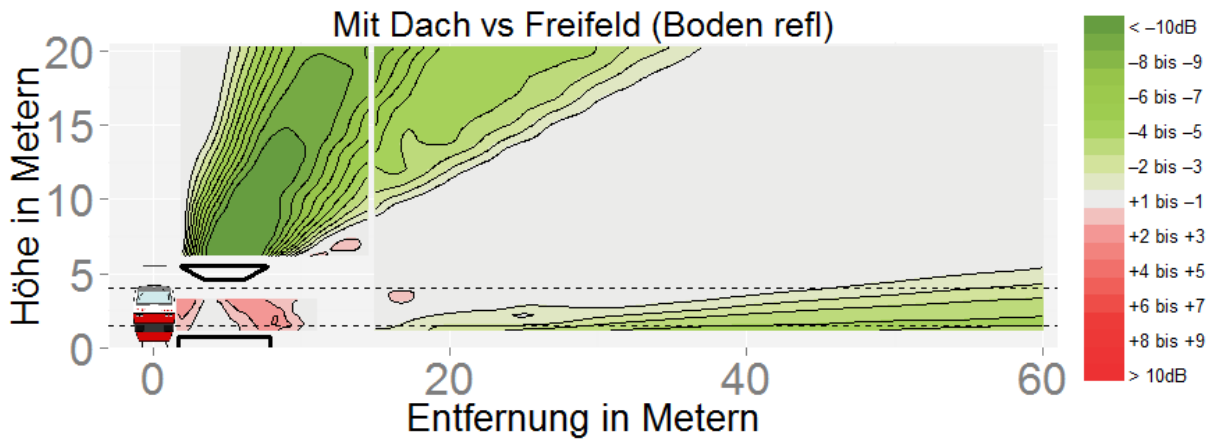 Mit Dach vs Freifeld (Boden refl)
Höhe in Metern
20
15
10
5
0
0
20
40
60
Entfernung in Metern
< −10dB
−8 bis −9
−6 bis −7
−4 bis −5
−2 bis −3
+1 bis −1
+2 bis +3
+4 bis +5
+6 bis +7
+8 bis +9
> 10dB